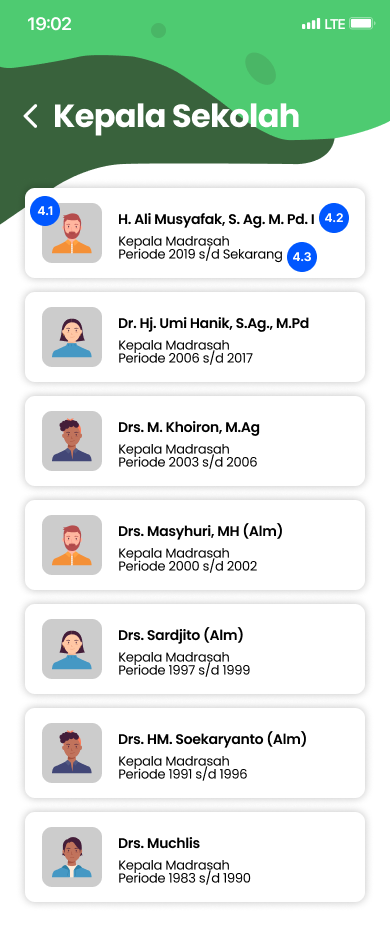 19:02
LTE
Kepala Sekolah
4.1
H. Ali Musyafak, S. Ag. M. Pd. I
4.2
Kepala Madrasah
Periode 2019 s/d Sekarang
4.3
Dr. Hj. Umi Hanik, S.Ag., M.Pd
Kepala Madrasah
Periode 2006 s/d 2017
Drs. M. Khoiron, M.Ag
Kepala Madrasah
Periode 2003 s/d 2006
Drs. Masyhuri, MH (Alm)
Kepala Madrasah
Periode 2000 s/d 2002
Drs. Sardjito (Alm)
Kepala Madrasah
Periode 1997 s/d 1999
Drs. HM. Soekaryanto (Alm)
Kepala Madrasah
Periode 1991 s/d 1996
Drs. Muchlis
Kepala Madrasah
Periode 1983 s/d 1990